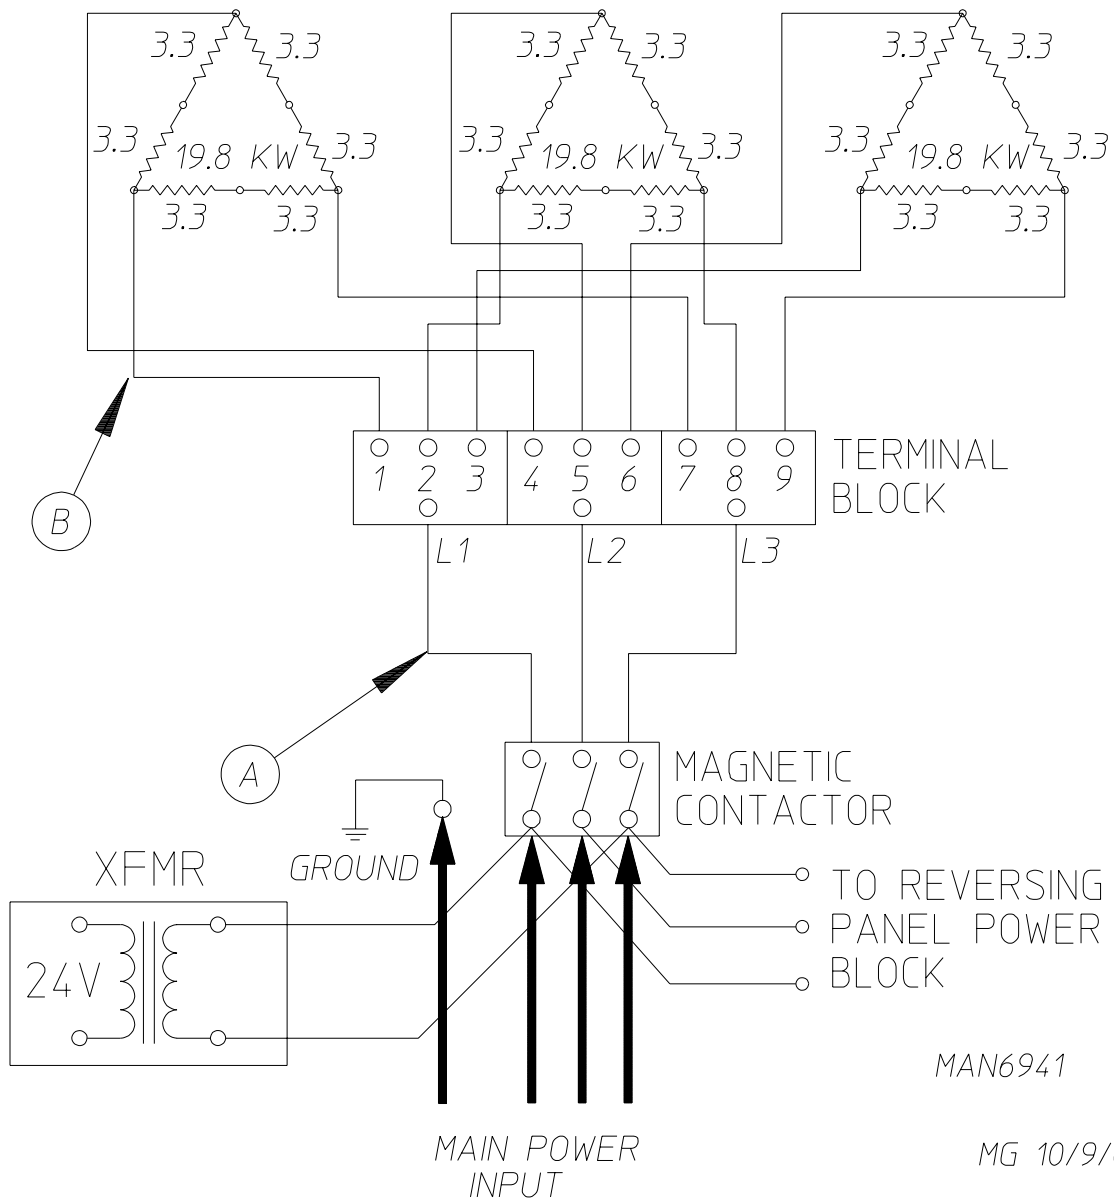 3.3 3.3 3.3 3.3 3.3 3.3
3.3 19.8 KW 3.3 3.3 19.8 KW 3.3 3.3 19.8 KW 3.3
3.3 3.3 3.3 3.3 3.3 3.3
1 2 3 4 5 6 7 8 9
TERMINAL
BLOCK
B
L1 L2 L3
A
MAGNETIC
CONTACTOR
GROUND
XFMR
24V
TO REVERSING
PANEL POWER
BLOCK
MAN6941
MAIN POWER
INPUT
MG 10/9/